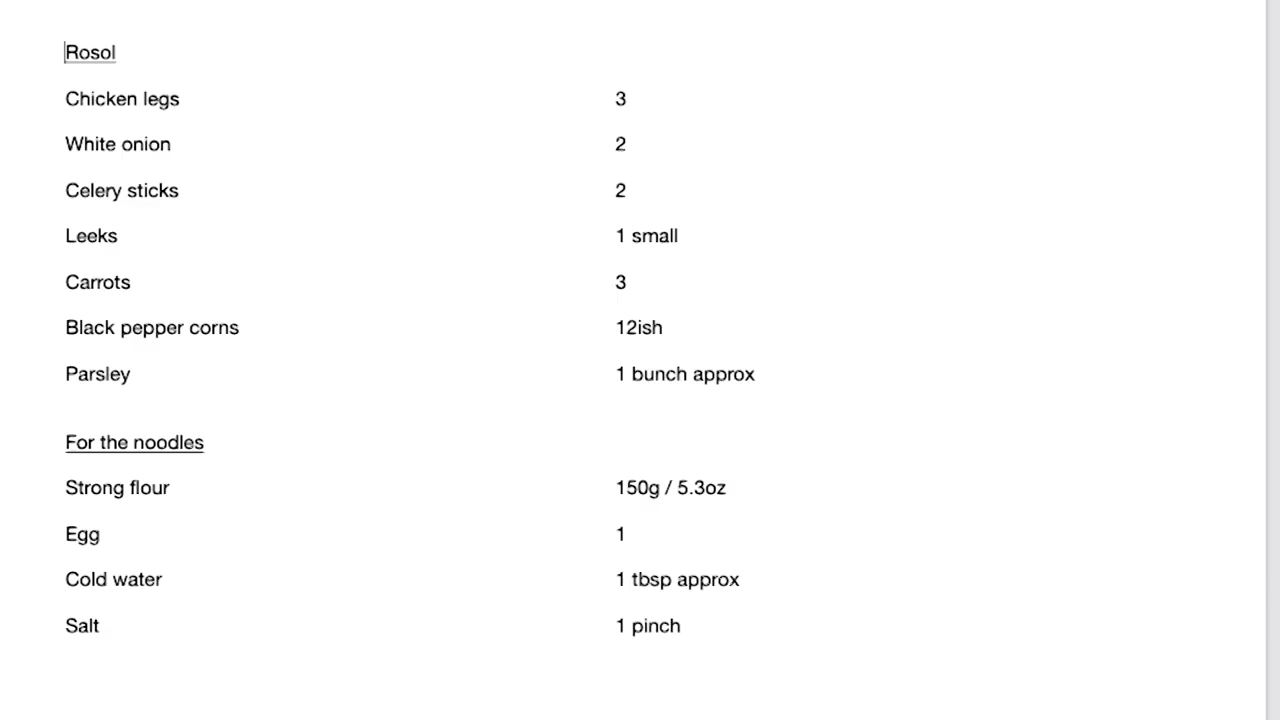 Rosol
Chicken legs 3
White onion 2
Celery sticks 2
Leeks 1 small
Carrots 3
Black pepper corns 12ish
Parsley 1 bunch approx
For the noodles
Strong flour 150g / 5.3oz
Egg 1
Cold water 1 tbsp approx
Salt 1 pinch